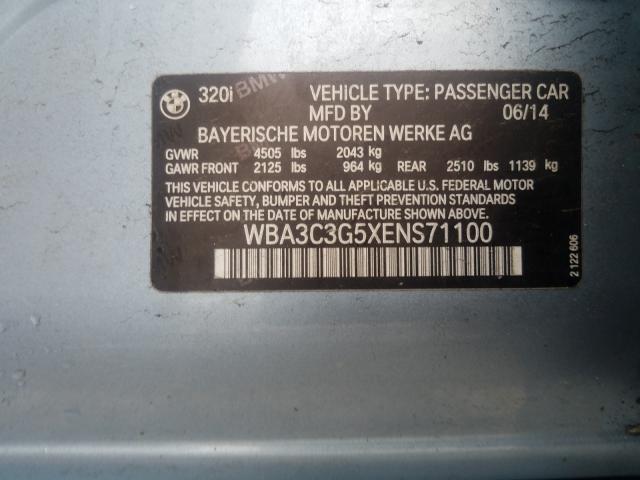 BMW 320i VEHICLE TYPE: PASSENGER CAR
MFD BY 06/14
BAYERISCHE MOTOREN WERKE AG
GVWR 4505 lbs 2043 kg
GAWR FRONT 2125 lbs 964 kg REAR 2510 lbs 1139 kg
THIS VEHICLE CONFORMS TO ALL APPLICABLE U.S. FEDERAL MOTOR
VEHICLE SAFETY, BUMPER AND THEFT PREVENTION STANDARDS
IN EFFECT ON THE DATE OF MANUFACTURE SHOWN ABOVE.
WBA3C3G5XENS71100
2 122 606